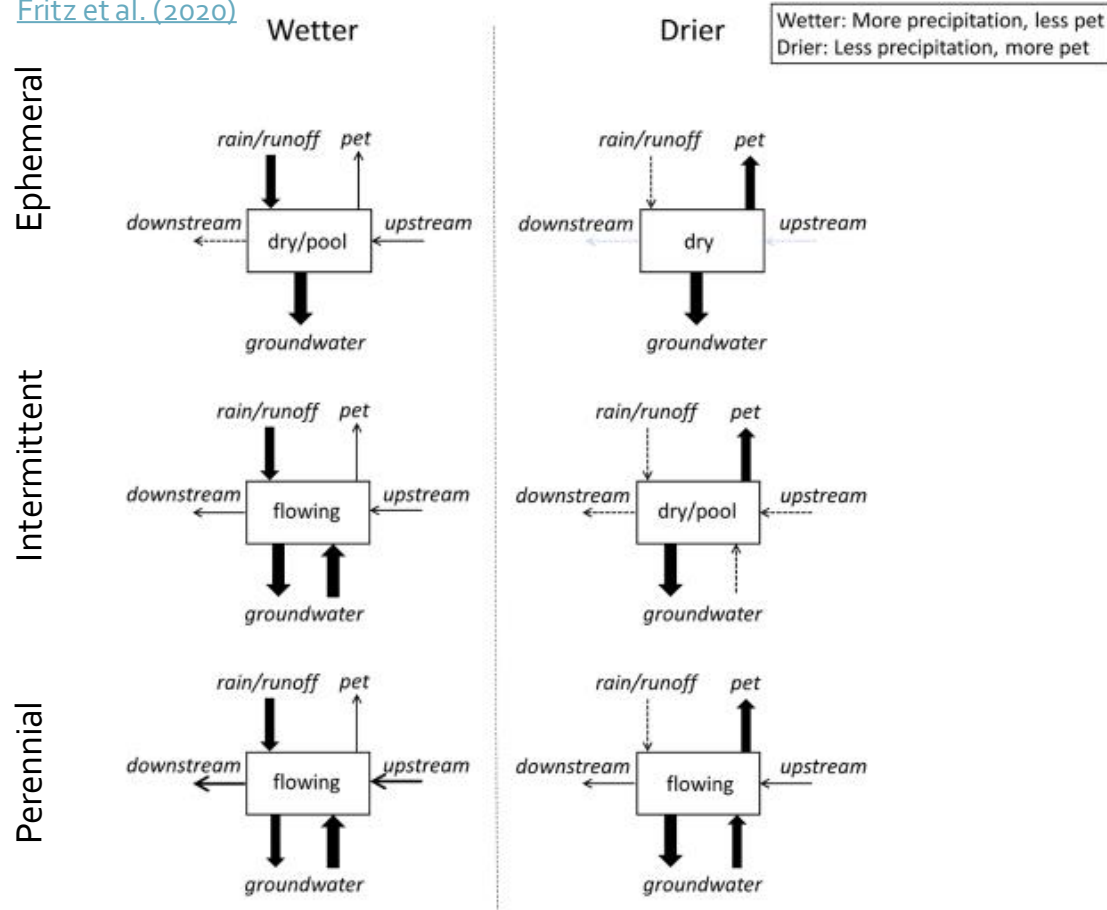 Fritz et al. (2020)
Wetter
Drier
Wetter: More precipitation, less pet
Drier: Less precipitation, more pet
Ephemeral
rain/runoff pet
downstream
upstream
dry/pool
groundwater
rain/runoff
pet
downstream
upstream
dry
groundwater
Intermittent
rain/runoff pet
downstream
upstream
flowing
groundwater
rain/runoff
pet
downstream
upstream
dry/pool
groundwater
Perennial
rain/runoff pet
downstream
upstream
flowing
groundwater
rain/runoff
pet
downstream
upstream
flowing
groundwater